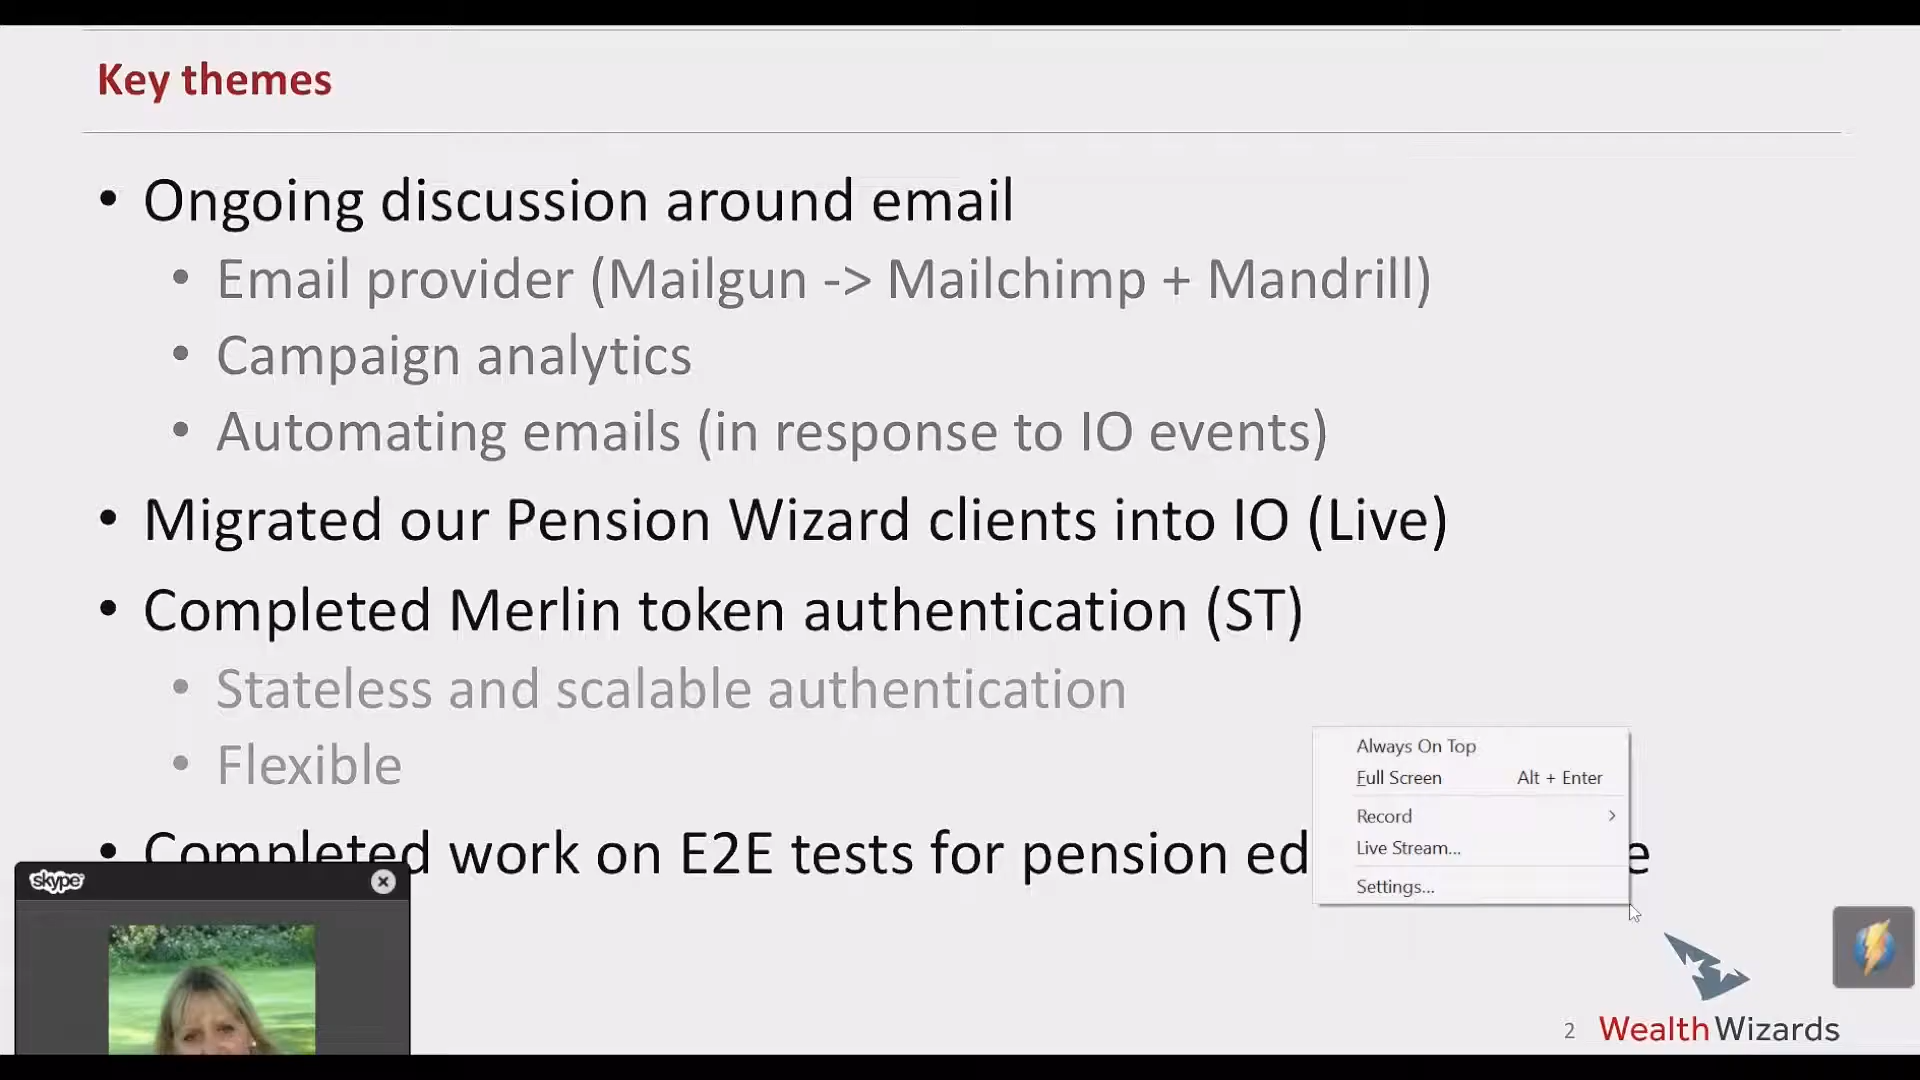 Key themes
• Ongoing discussion around email
• Email provider (Mailgun -> Mailchimp + Mandrill)
• Campaign analytics
• Automating emails (in response to IO events)
• Migrated our Pension Wizard clients into IO (Live)
• Completed Merlin token authentication (ST)
• Stateless and scalable authentication
• Flexible
• Completed work on E2E tests for pension ed e
Always On Top
Full Screen Alt + Enter
Record
Live Stream...
Settings...
skype
2 WealthWizards